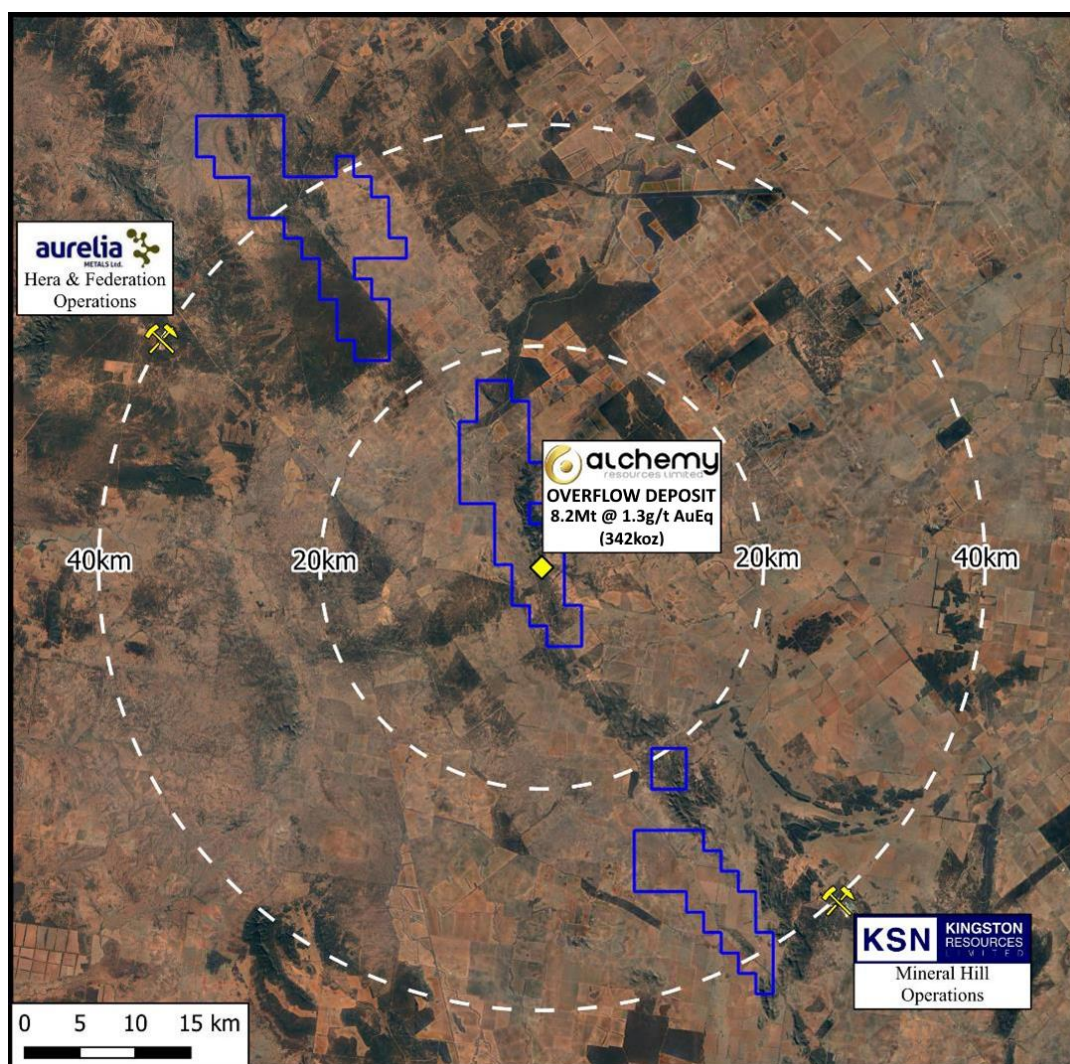 aurelia
METALS Ltd.
Hera & Federation
Operations
alchemy
resources limited
OVERFLOW DEPOSIT
8.2Mt @ 1.3g/t AuEq
(342koz)
40km
20km
20km
40km
KSN
KINGSTON
RESOURCES
LIMITED
Mineral Hill
Operations
0 5 10 15 km